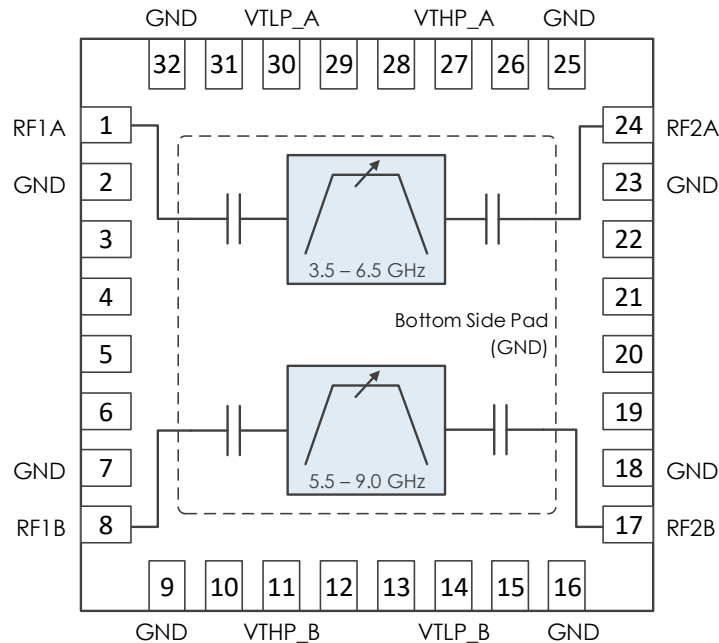 GND VTLP_A VTHP_A GND
32 31 30 29 28 27 26 25
RF1A 1 24 RF2A
GND 2 23 GND
3 22
3.5 – 6.5 GHz
4 21
Bottom Side Pad
(GND)
5 20
6 19
GND 7 18 GND
5.5 – 9.0 GHz
RF1B 8 17 RF2B
9 10 11 12 13 14 15 16
GND VTHP_B VTLP_B GND